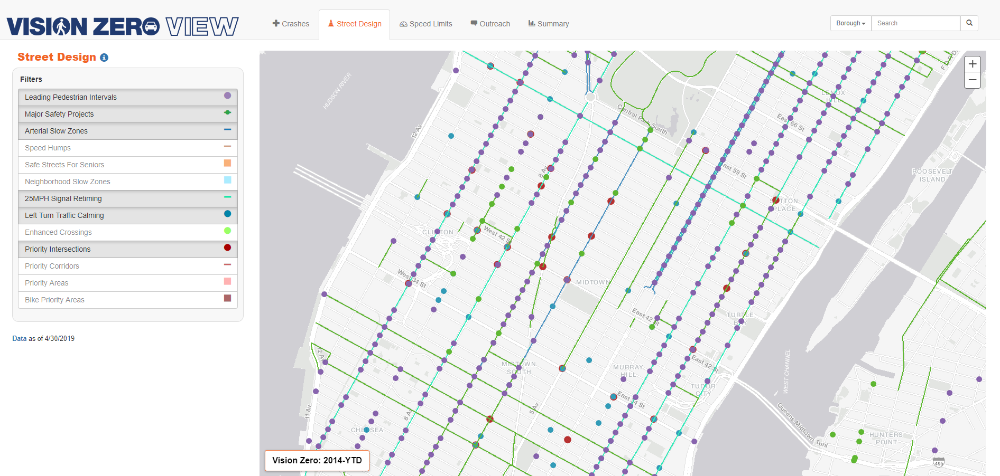 VISION ZERO VIEW
Crashes
Street Design
Speed Limits
Outreach
Summary
Borough
Search
Street Design
Filters
Leading Pedestrian Intervals
Major Safety Projects
Arterial Slow Zones
Speed Humps
Safe Streets For Seniors
Neighborhood Slow Zones
25MPH Signal Retiming
Left Turn Traffic Calming
Enhanced Crossings
Priority Intersections
Priority Corridors
Priority Areas
Bike Priority Areas
Data as of 4/30/2019
+
−
HUDSON RIVER
12 Av
Central Park South
LENOX
HILL
East 66 St
F D R D
8 Av
East 59 St
ROOSEVELT
ISLAND
SUTTON
PLACE
CLINTON
West 42 St
West 34 St
MIDTOWN
East 42 St
TURTLE
BAY
12 Av
MIDTOWN
SOUTH
MURRAY
HILL
East 42 St
TUDOR
CITY
WEST CHANNEL
East 34 St
11 Av
8 Av
5 Av
CHELSEA
Queens Midtown Tunl
HUNTERS
POINT
495
Vision Zero: 2014-YTD